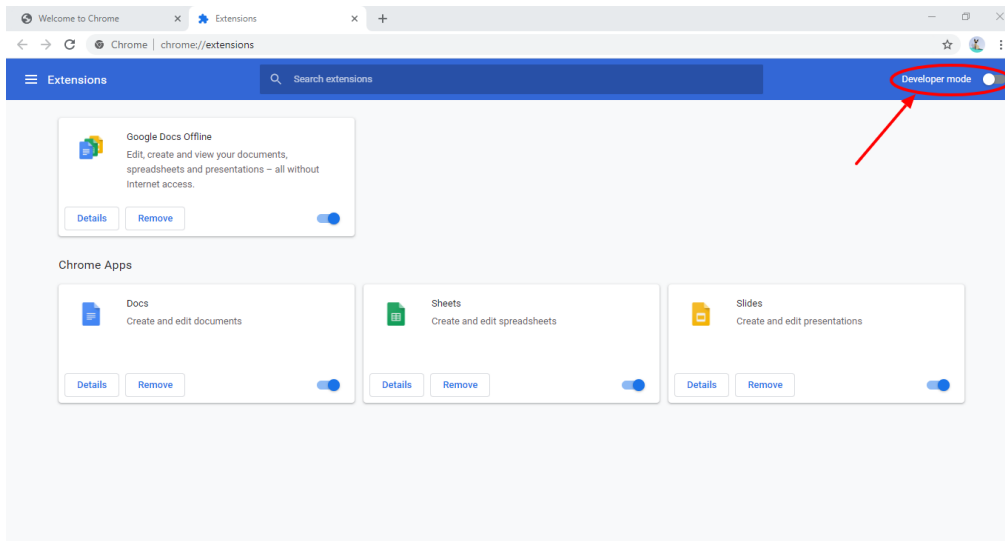 Welcome to Chrome
Extensions
Chrome | chrome://extensions
Extensions
Search extensions
Developer mode
Google Docs Offline
Edit, create and view your documents,
spreadsheets and presentations – all without
Internet access.
Details
Remove
Chrome Apps
Docs
Create and edit documents
Details
Remove
Sheets
Create and edit spreadsheets
Details
Remove
Slides
Create and edit presentations
Details
Remove